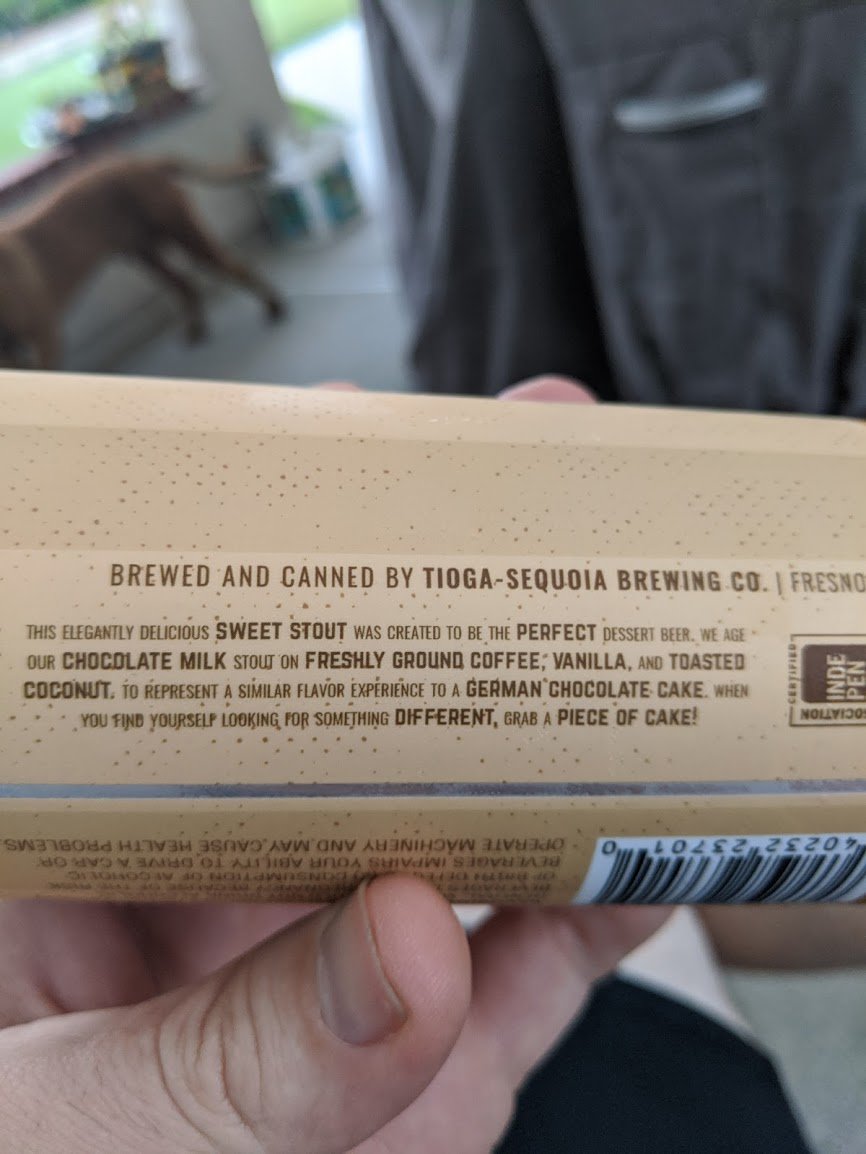 BREWED AND CANNED BY TIOGA-SEQUOIA BREWING CO. | FRESNO
THIS ELEGANTLY DELICIOUS SWEET STOUT WAS CREATED TO BE THE PERFECT DESSERT BEER. WE AGE
OUR CHOCOLATE MILK STOUT ON FRESHLY GROUND COFFEE, VANILLA, AND TOASTED
COCONUT, TO REPRESENT A SIMILAR FLAVOR EXPERIENCE TO A GERMAN CHOCOLATE CAKE. WHEN
YOU FIND YOURSELF LOOKING FOR SOMETHING DIFFERENT, GRAB A PIECE OF CAKE!
CERTIFIED
INDE
PEN
OCIATION
OF ALCOHOLIC
BEVERAGES IMPAIRS YOUR ABILITY TO DRIVE A CAR OR
OPERATE MACHINERY AND MAY CAUSE HEALTH PROBLEMS.
40232 23701 0